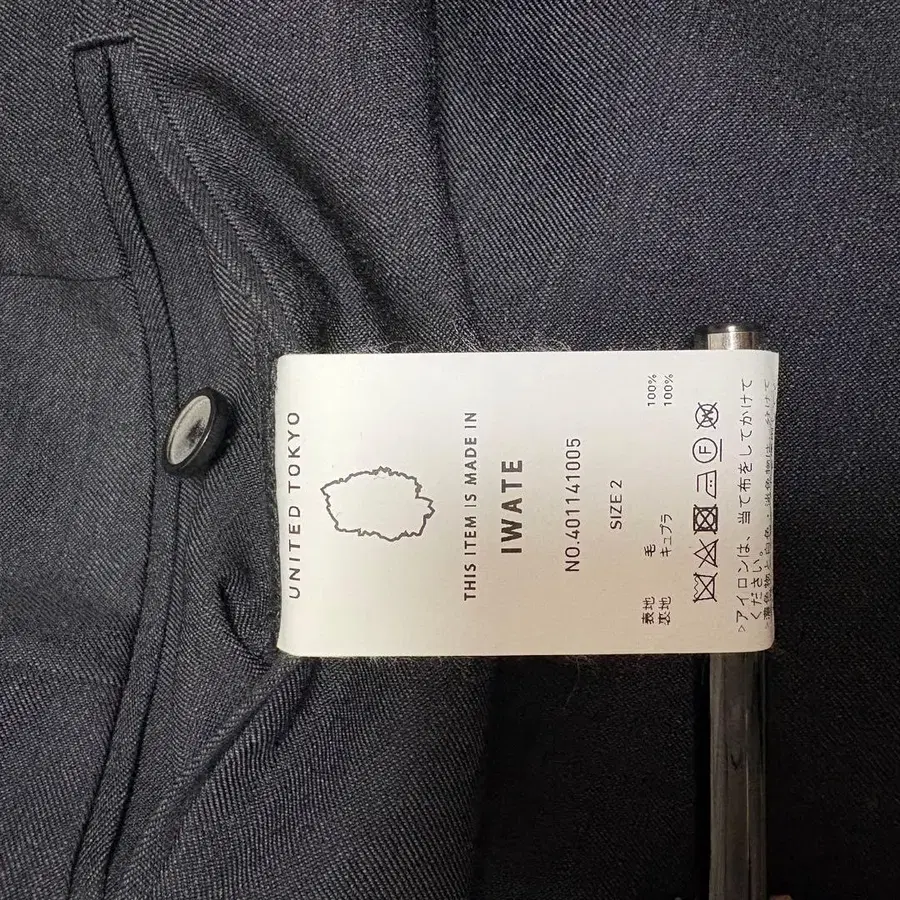 UNITED TOKYO
THIS ITEM IS MADE IN
IWATE
NO.401141005
SIZE 2
表地 毛 100%
裏地 キュプラ 100%
F W
>アイロンは、当て布をしてかけて
ください。